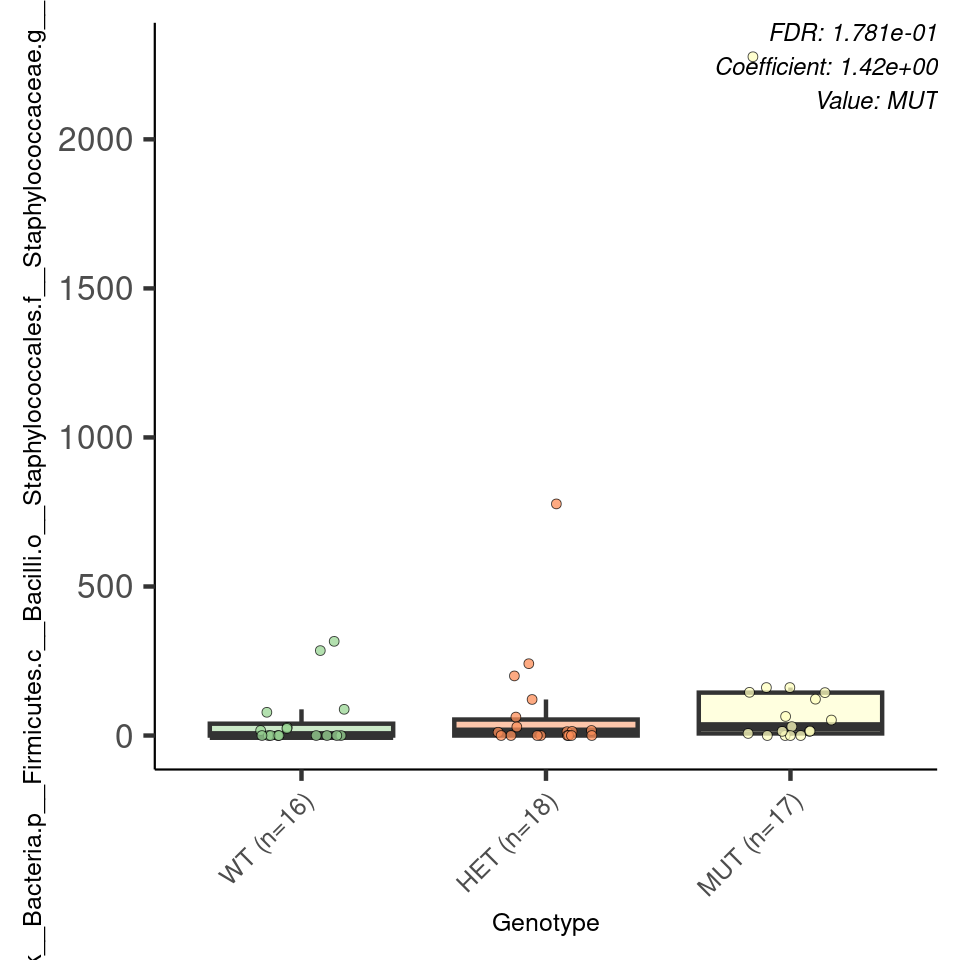 FDR: 1.781e-01
Coefficient: 1.42e+00
Value: MUT
k__Bacteria.p__Firmicutes.c__Bacilli.o__Staphylococcales.f__Staphylococcaceae.g__
2000
1500
1000
500
0
WT (n=16)
HET (n=18)
MUT (n=17)
Genotype